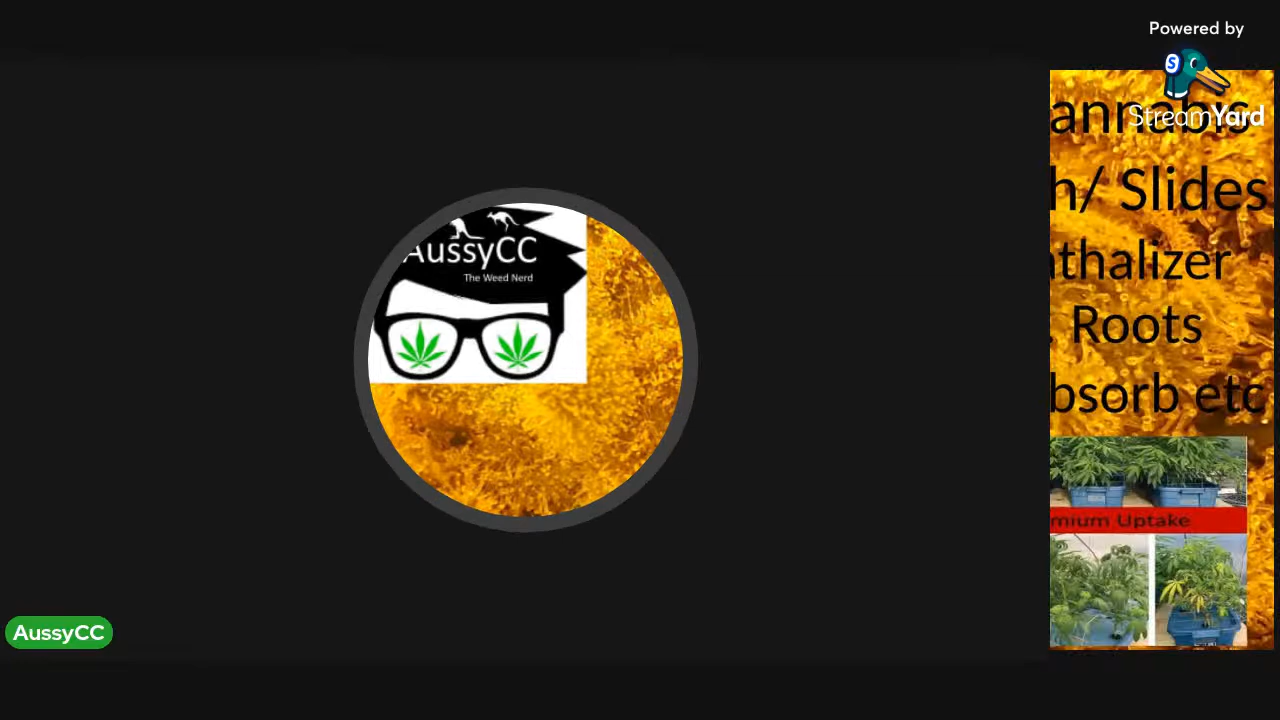 Powered by
StreamYard
annabis
h/ Slides
thalizer
Roots
bsorb etc
mium Uptake
AussyCC
The Weed Nerd
AussyCC